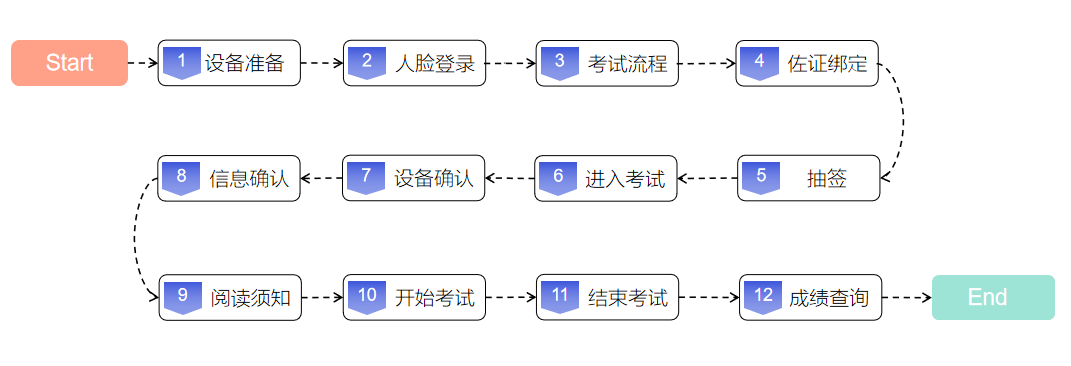 Start
1 设备准备
2 人脸登录
3 考试流程
4 佐证绑定
5 抽签
6 进入考试
7 设备确认
8 信息确认
9 阅读须知
10 开始考试
11 结束考试
12 成绩查询
End